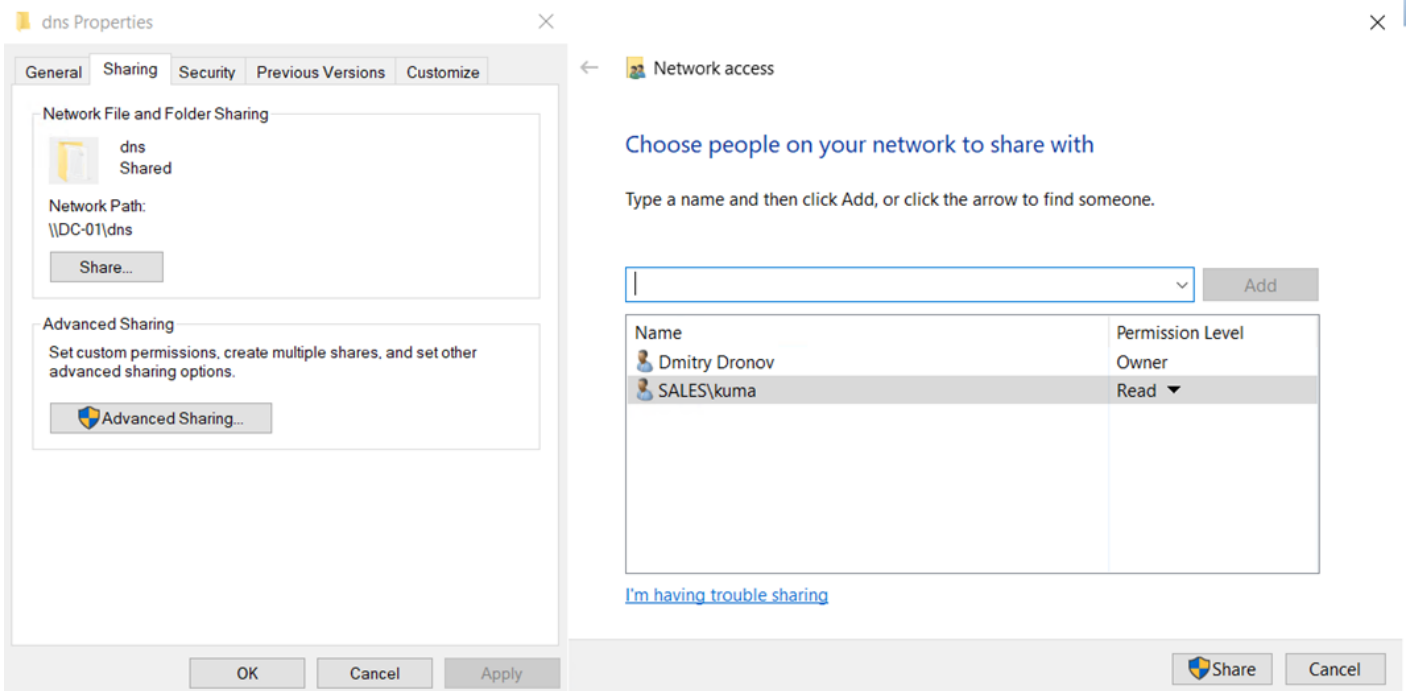 dns Properties
General Sharing Security Previous Versions Customize
Network File and Folder Sharing
dns
Shared
Network Path:
\\DC-01\dns
Share...
Advanced Sharing
Set custom permissions, create multiple shares, and set other
advanced sharing options.
Advanced Sharing...
OK Cancel Apply
Network access
Choose people on your network to share with
Type a name and then click Add, or click the arrow to find someone.
Add
Name Permission Level
Dmitry Dronov Owner
SALES\kuma Read
I'm having trouble sharing
Share Cancel